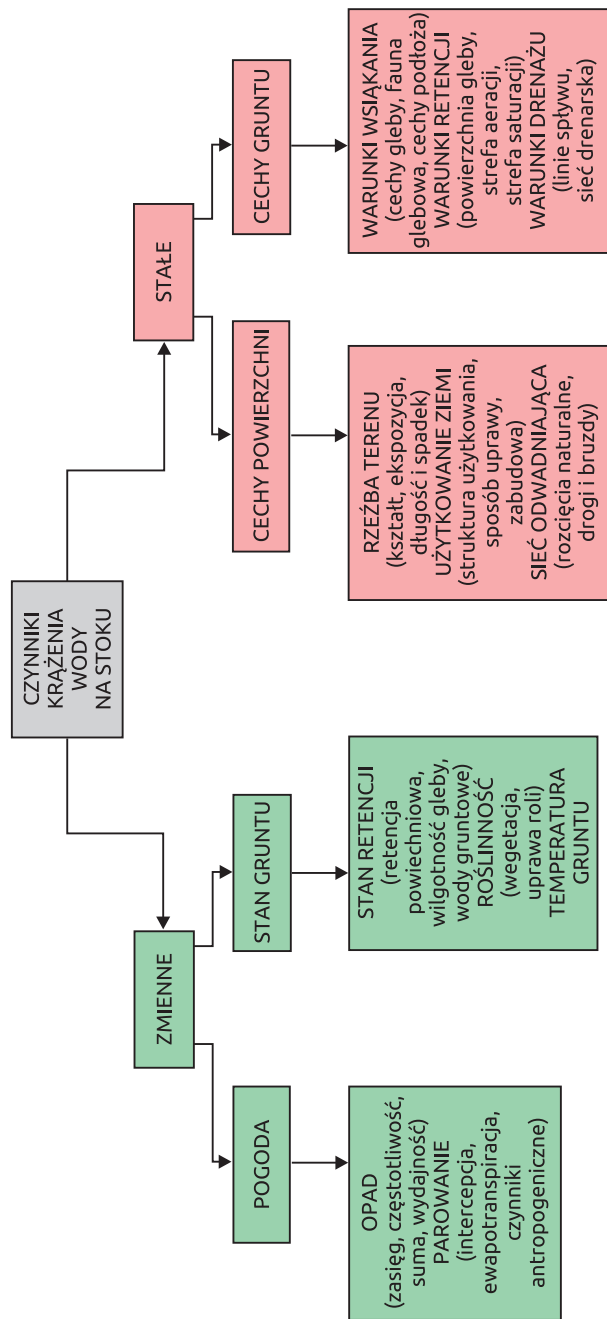 CZYNNIKI
KRĄŻENIA
WODY
NA STOKU
ZMIENNE
STAŁE
POGODA
STAN GRUNTU
CECHY POWIERZCHNI
CECHY GRUNTU
OPAD
(zasięg, częstotliwość,
suma, wydajność)
PAROWANIE
(intercepcja,
ewapotranspiracja,
czynniki
antropogeniczne)
STAN RETENCJI
(retencja
powiechniowa,
wilgotność gleby,
wody gruntowe)
ROŚLINNOŚĆ
(wegetacja,
uprawa roli)
TEMPERATURA
GRUNTU
RZEŹBA TERENU
(kształt, ekspozycja,
długość i spadek)
UŻYTKOWANIE ZIEMI
(struktura użytkowania,
sposób uprawy,
zabudowa)
SIEĆ ODWADNIAJĄCA
(rozcięcia naturalne,
drogi i bruzdy)
WARUNKI WSIĄKANIA
(cechy gleby, fauna
glebowa, cechy podłoża)
WARUNKI RETENCJI
(powierzchnia gleby,
strefa aeracji,
strefa saturacji)
WARUNKI DRENAŻU
(linie spływu,
sieć drenarska)